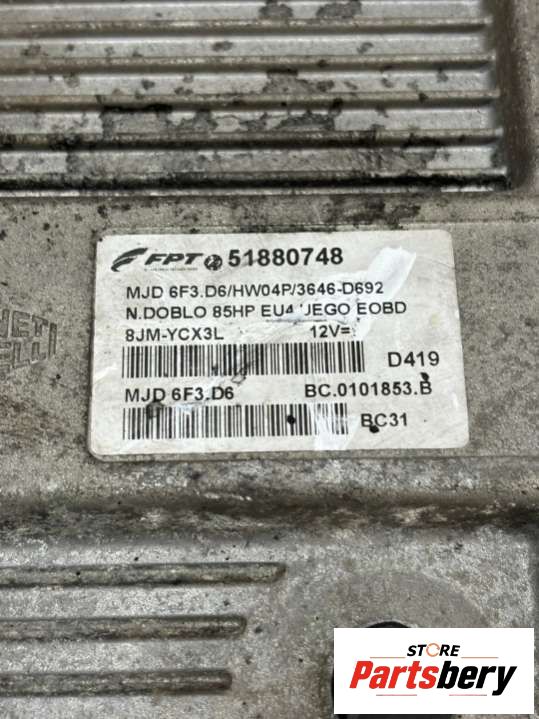 FPT 51880748
MJD 6F3.D6/HW04P/3646-D692
N.DOBLO 85HP EU4 UEGO EOBD
8JM-YCX3L 12V=
D419
MJD 6F3.D6 BC.0101853.B
BC31
STORE
Partsbery